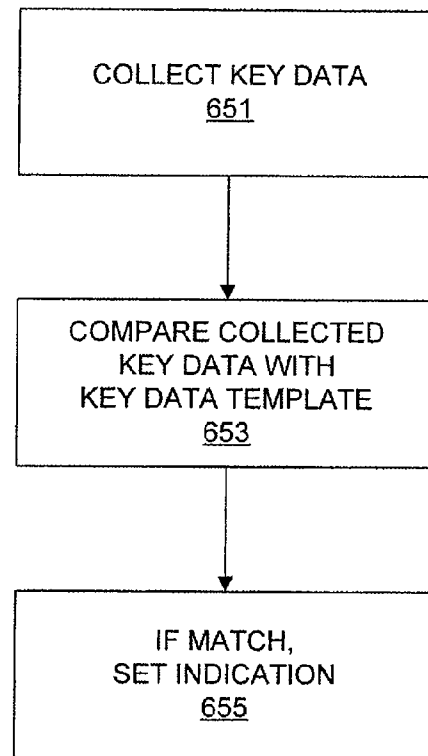 COLLECT KEY DATA
651
COMPARE COLLECTED
KEY DATA WITH
KEY DATA TEMPLATE
653
IF MATCH,
SET INDICATION
655